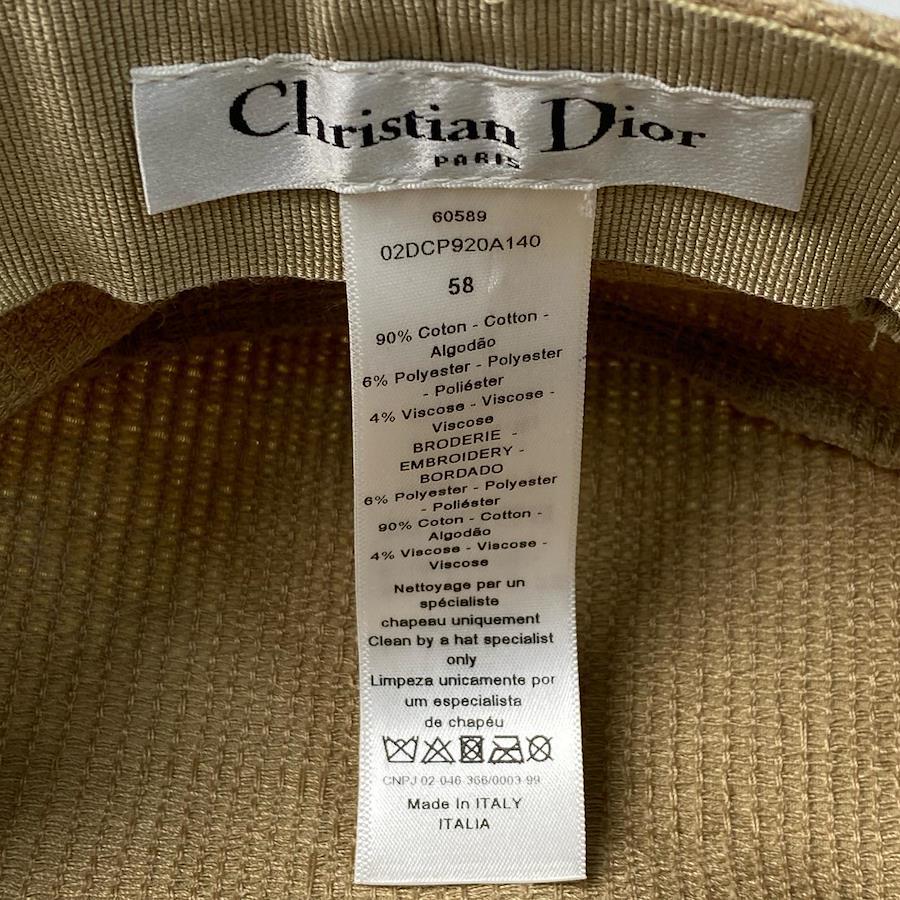 Christian Dior
PARIS
60589
02DCP920A140
58
90% Coton - Cotton -
Algodão
6% Polyester - Polyester
- Poliéster
4% Viscose - Viscose -
Viscose
BRODERIE -
EMBROIDERY -
BORDADO
6% Polyester - Polyester
- Poliéster
90% Coton - Cotton -
Algodão
4% Viscose - Viscose -
Viscose
Nettoyage par un
spécialiste
chapeau uniquement
Clean by a hat specialist
only
Limpeza unicamente por
um especialista
de chapéu
CNPJ 02-046-366/0003-99
Made In ITALY
ITALIA